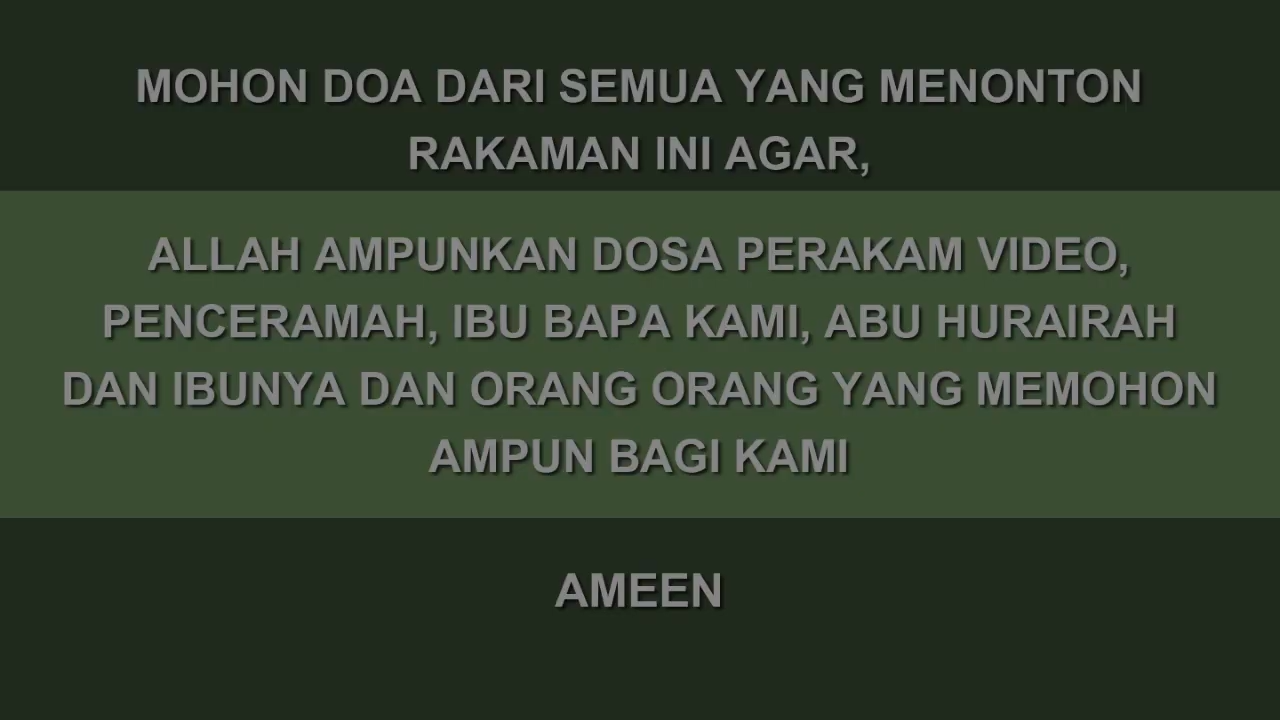 MOHON DOA DARI SEMUA YANG MENONTON
RAKAMAN INI AGAR,
ALLAH AMPUNKAN DOSA PERAKAM VIDEO,
PENCERAMAH, IBU BAPA KAMI, ABU HURAIRAH
DAN IBUNYA DAN ORANG ORANG YANG MEMOHON
AMPUN BAGI KAMI
AMEEN